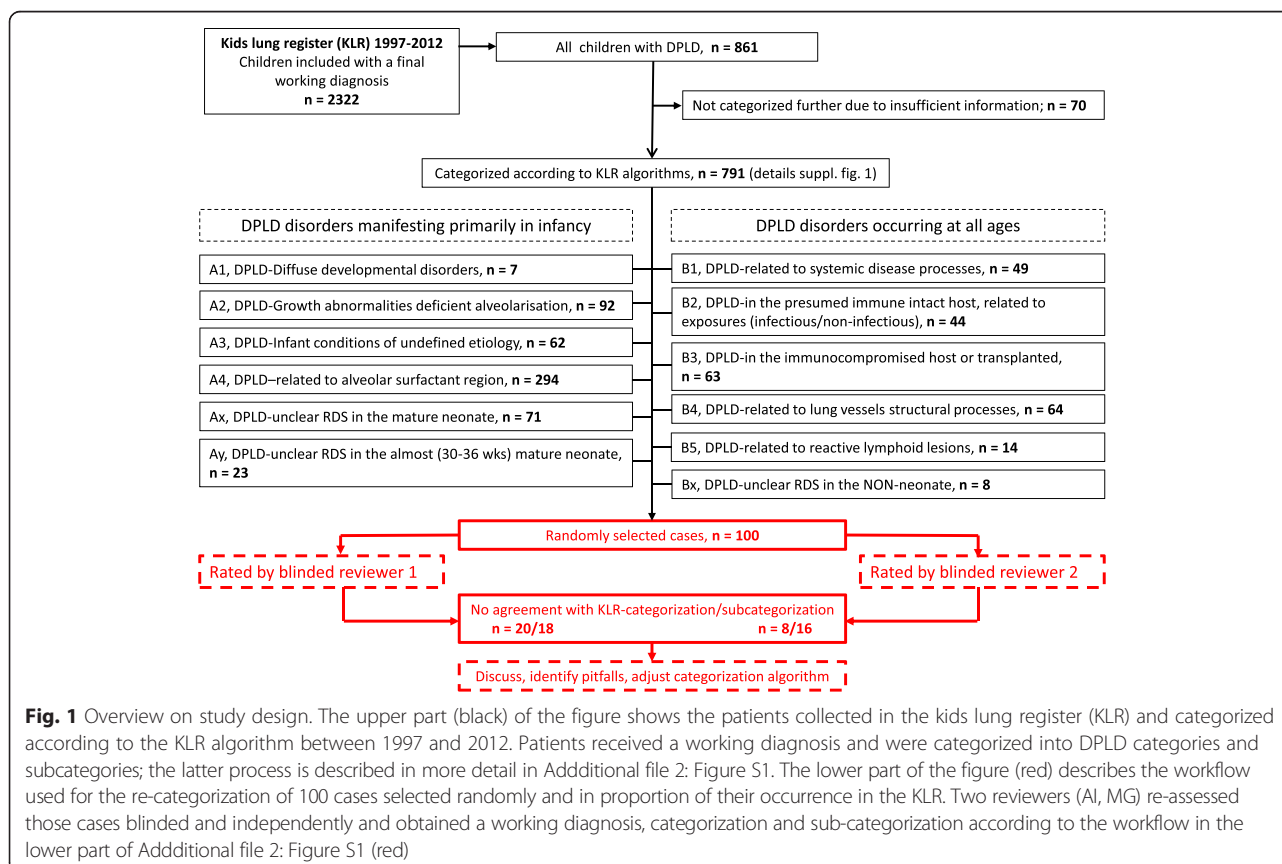 Kids lung register (KLR) 1997-2012
Children included with a final
working diagnosis
n = 2322
All children with DPLD, n = 861
Not categorized further due to insufficient information; n = 70
Categorized according to KLR algorithms, n = 791 (details suppl. fig. 1)
DPLD disorders manifesting primarily in infancy
A1, DPLD-Diffuse developmental disorders, n = 7
A2, DPLD-Growth abnormalities deficient alveolarisation, n = 92
A3, DPLD-Infant conditions of undefined etiology, n = 62
A4, DPLD–related to alveolar surfactant region, n = 294
Ax, DPLD-unclear RDS in the mature neonate, n = 71
Ay, DPLD-unclear RDS in the almost (30-36 wks) mature neonate,
n = 23
DPLD disorders occurring at all ages
B1, DPLD-related to systemic disease processes, n = 49
B2, DPLD-in the presumed immune intact host, related to
exposures (infectious/non-infectious), n = 44
B3, DPLD-in the immunocompromised host or transplanted,
n = 63
B4, DPLD-related to lung vessels structural processes, n = 64
B5, DPLD-related to reactive lymphoid lesions, n = 14
Bx, DPLD-unclear RDS in the NON-neonate, n = 8
Randomly selected cases, n = 100
Rated by blinded reviewer 1
Rated by blinded reviewer 2
No agreement with KLR-categorization/subcategorization
n = 20/18 n = 8/16
Discuss, identify pitfalls, adjust categorization algorithm
Fig. 1 Overview on study design. The upper part (black) of the figure shows the patients collected in the kids lung register (KLR) and categorized
according to the KLR algorithm between 1997 and 2012. Patients received a working diagnosis and were categorized into DPLD categories and
subcategories; the latter process is described in more detail in Addditional file 2: Figure S1. The lower part of the figure (red) describes the workflow
used for the re-categorization of 100 cases selected randomly and in proportion of their occurrence in the KLR. Two reviewers (AI, MG) re-assessed
those cases blinded and independently and obtained a working diagnosis, categorization and sub-categorization according to the workflow in the
lower part of Addditional file 2: Figure S1 (red)